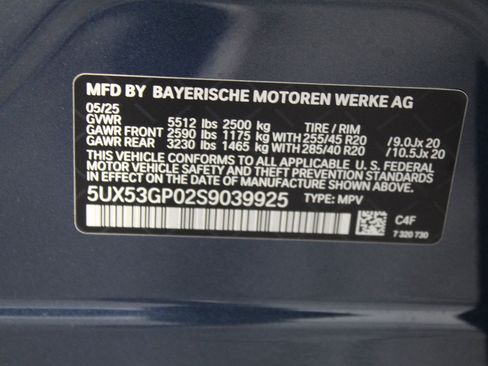 MFD BY BAYERISCHE MOTOREN WERKE AG
05/25
GVWR 5512 lbs 2500 kg TIRE / RIM
GAWR FRONT 2590 lbs 1175 kg WITH 255/45 R20 /9.0Jx 20
GAWR REAR 3230 lbs 1465 kg WITH 285/40 R20 /10.5Jx 20
THIS VEHICLE CONFORMS TO ALL APPLICABLE U. S. FEDERAL
MOTOR VEHICLE SAFETY STANDARDS IN EFFECT ON THE
DATE OF MANUFACTURE SHOWN ABOVE.
5UX53GP02S9039925 TYPE: MPV
C4F
7 320 730